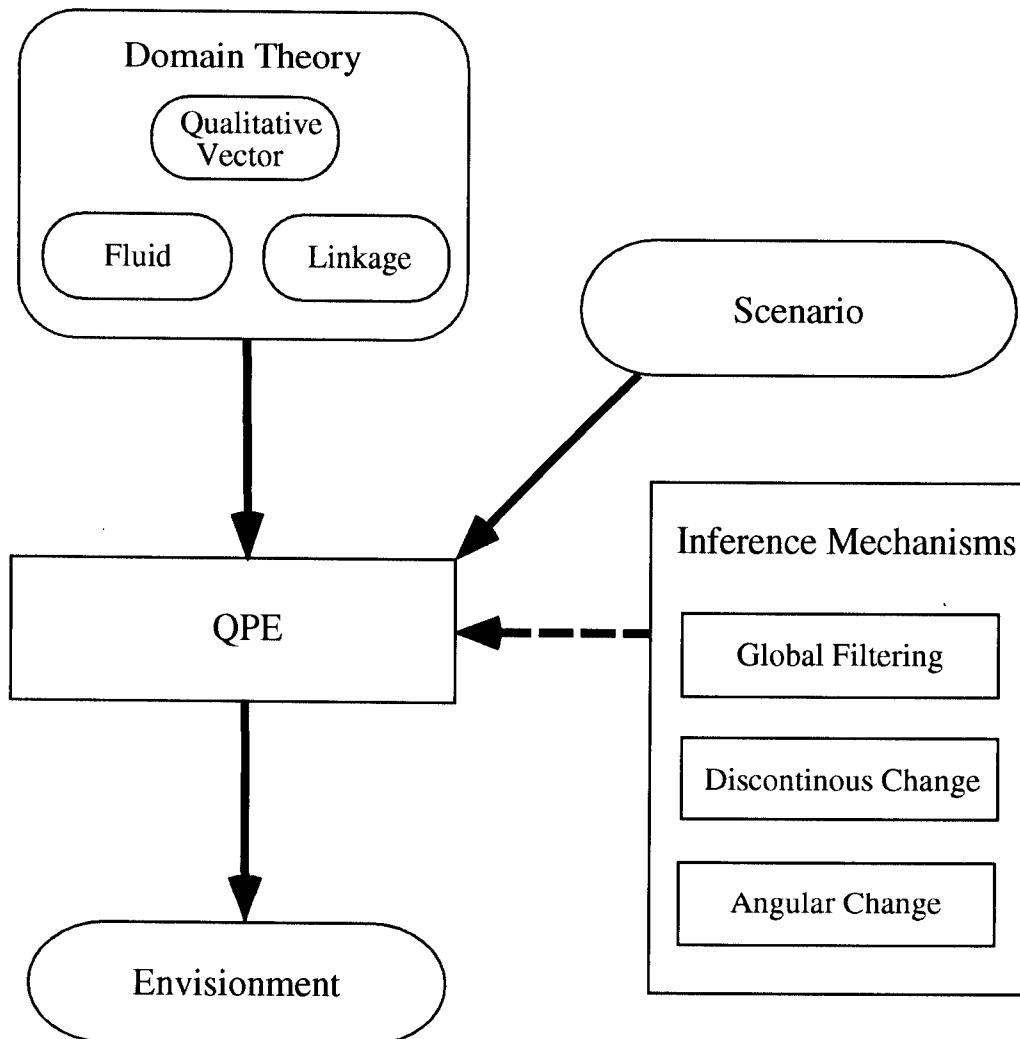 Domain Theory
Qualitative
Vector
Fluid
Linkage
Scenario
Inference Mechanisms
QPE
Global Filtering
Discontinous Change
Angular Change
Envisionment